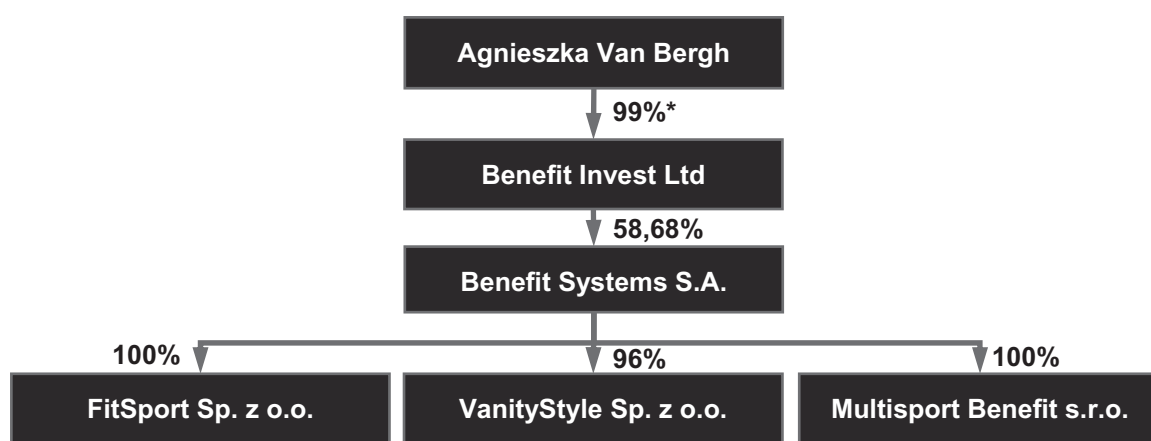 Agnieszka Van Bergh
99%*
Benefit Invest Ltd
58,68%
Benefit Systems S.A.
100%
96%
100%
FitSport Sp. z o.o.
VanityStyle Sp. z o.o.
Multisport Benefit s.r.o.